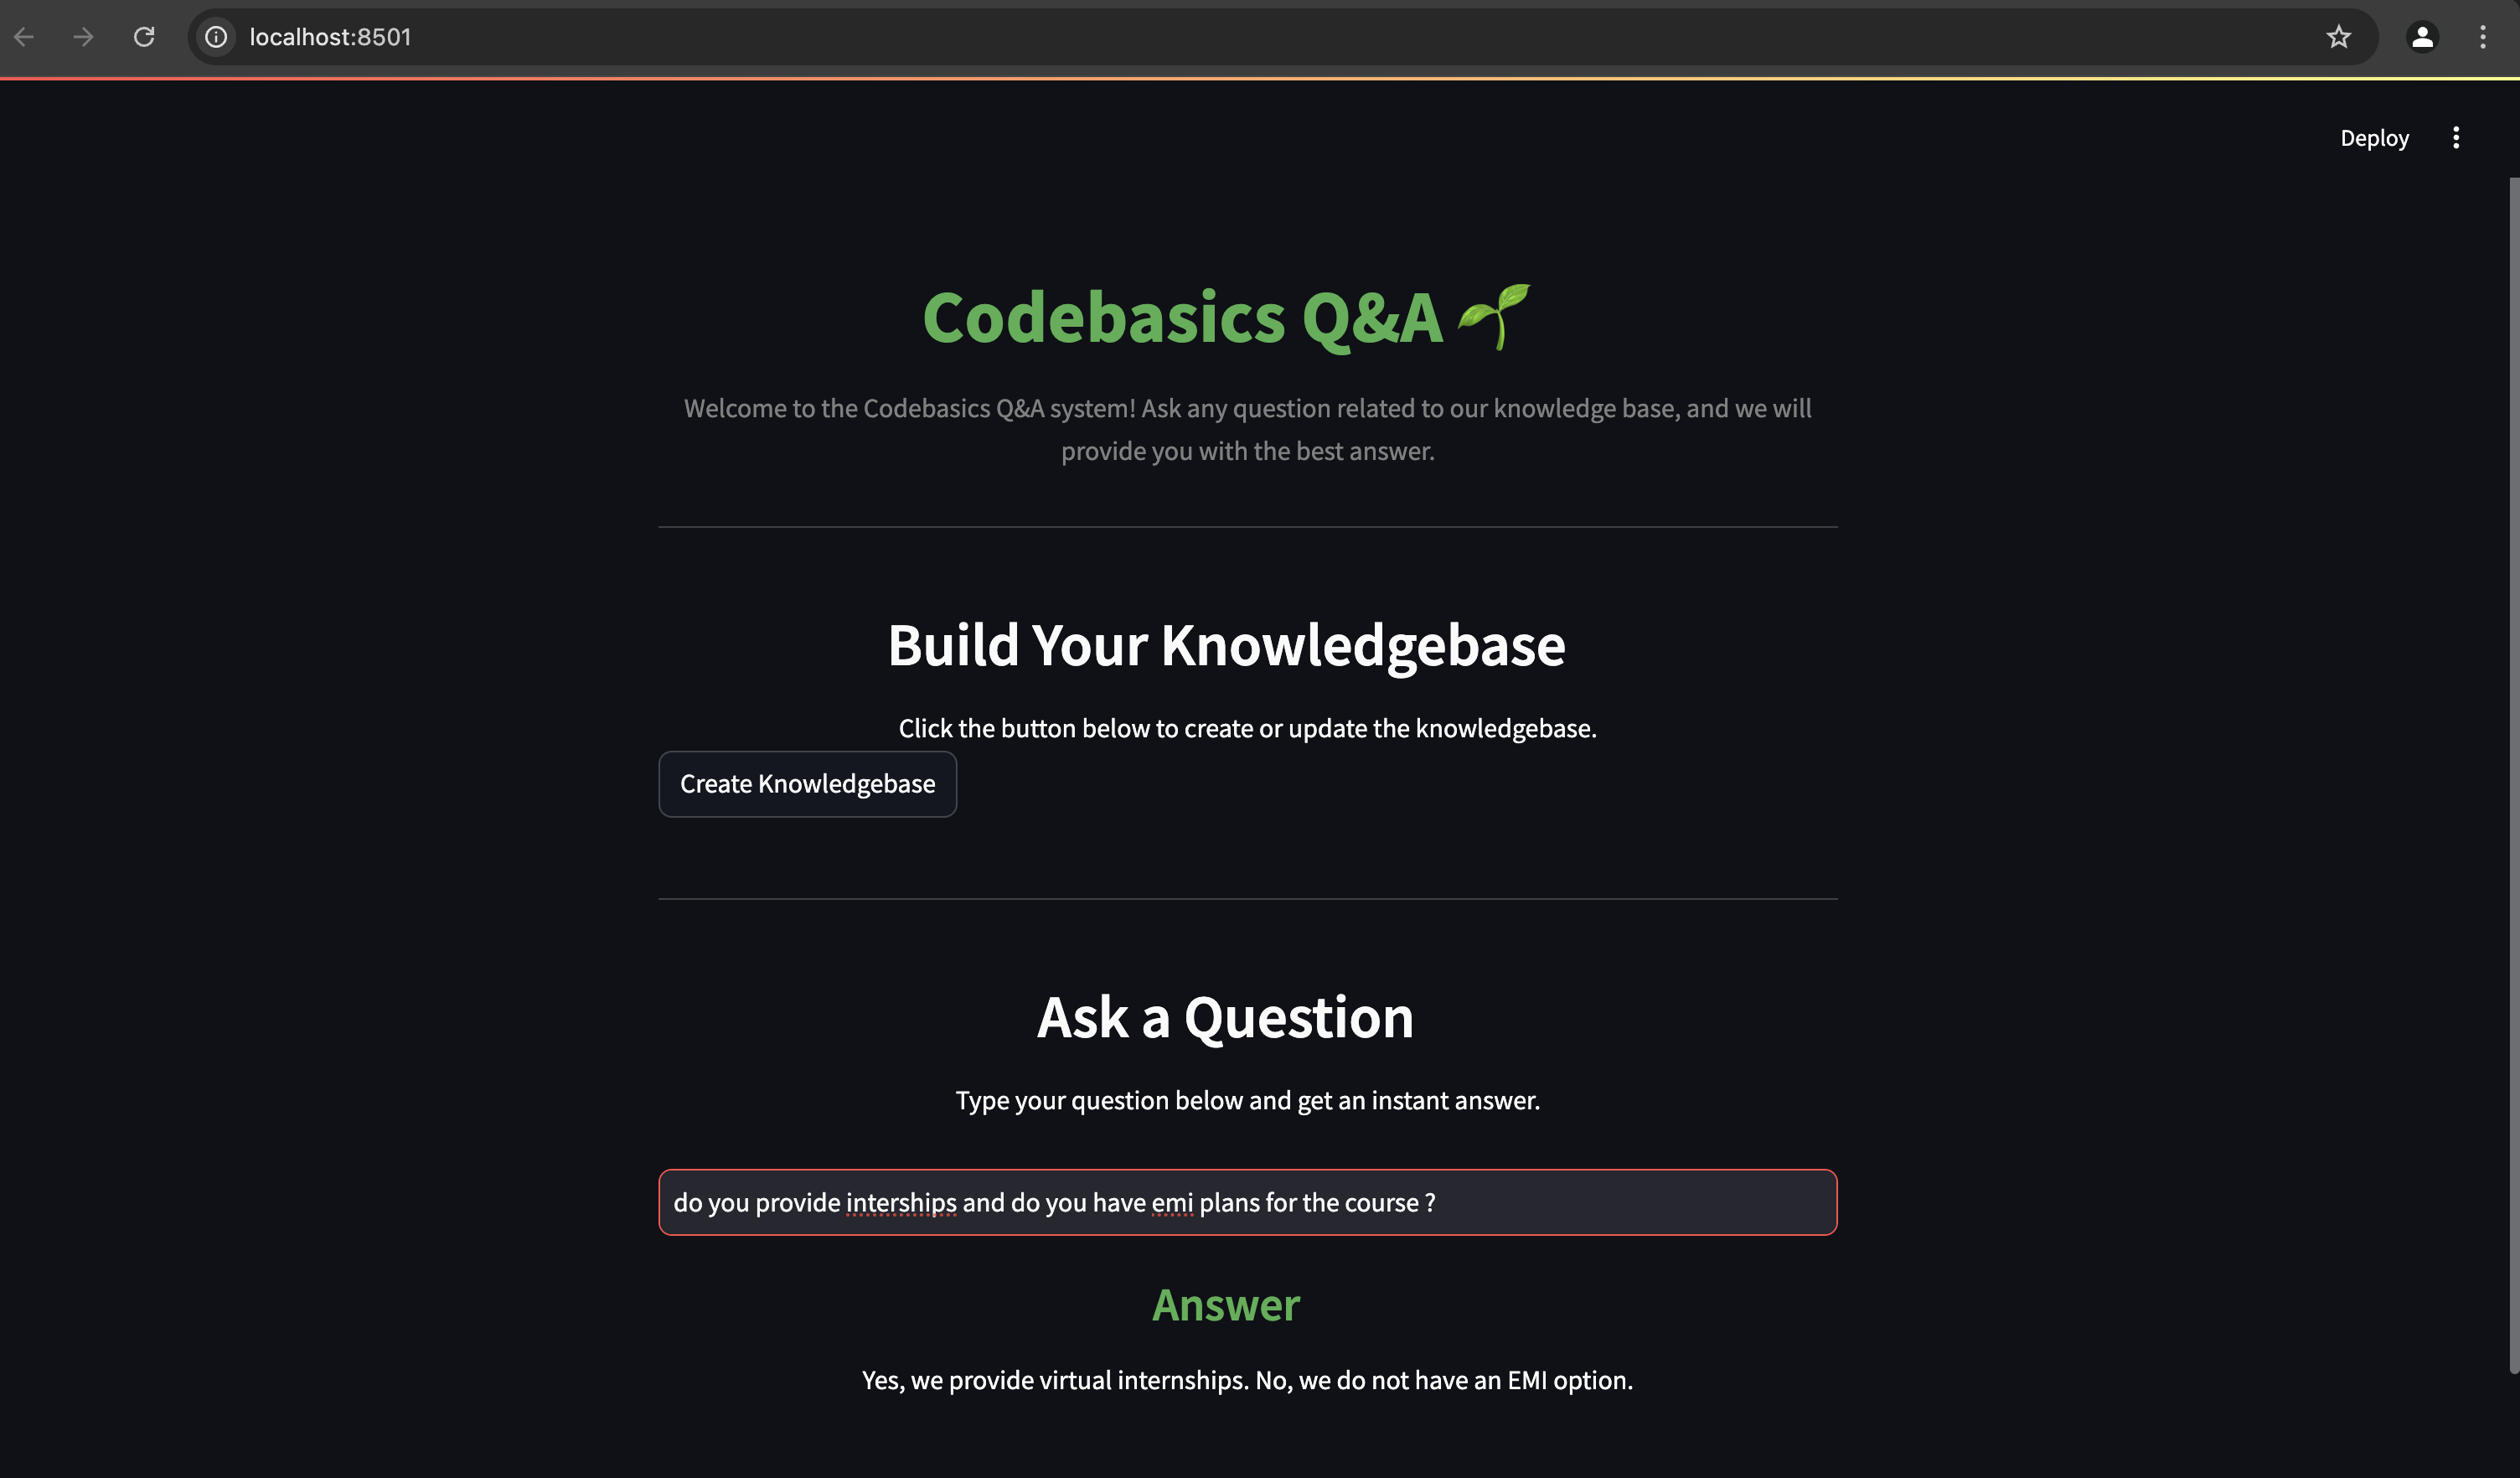 localhost:8501
Deploy
Codebasics Q&A
Welcome to the Codebasics Q&A system! Ask any question related to our knowledge base, and we will
provide you with the best answer.
Build Your Knowledgebase
Click the button below to create or update the knowledgebase.
Create Knowledgebase
Ask a Question
Type your question below and get an instant answer.
do you provide interships and do you have emi plans for the course ?
Answer
Yes, we provide virtual internships. No, we do not have an EMI option.